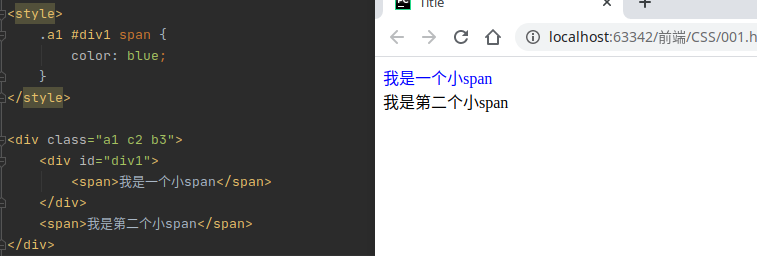 <style>
    .a1 #div1 span {
        color: blue;
    }
</style>
<div class="a1 c2 b3">
    <div id="div1">
        <span>我是一个小span</span>
    </div>
    <span>我是第二个小span</span>
</div>
Title
localhost:63342/前端/CSS/001.h
我是一个小span
我是第二个小span